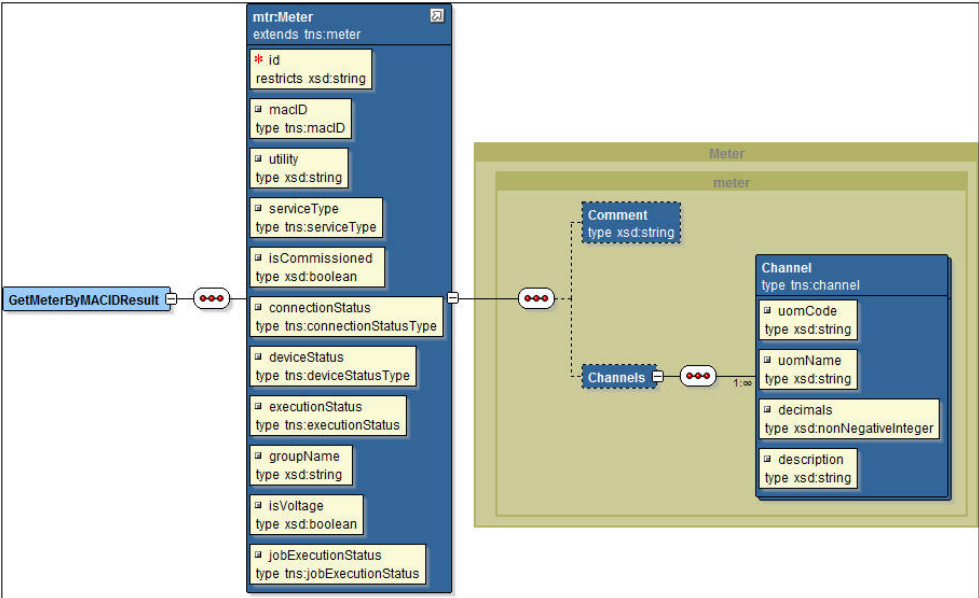 GetMeterByMACIDResult
mtr:Meter
extends tns:meter
* id
restricts xsd:string
macID
type tns:macID
utility
type xsd:string
serviceType
type tns:serviceType
isCommissioned
type xsd:boolean
connectionStatus
type tns:connectionStatusType
deviceStatus
type tns:deviceStatusType
executionStatus
type tns:executionStatus
groupName
type xsd:string
isVoltage
type xsd:boolean
jobExecutionStatus
type tns:jobExecutionStatus
Meter
meter
Comment
type xsd:string
Channels
1:∞
Channel
type tns:channel
uomCode
type xsd:string
uomName
type xsd:string
decimals
type xsd:nonNegativeInteger
description
type xsd:string